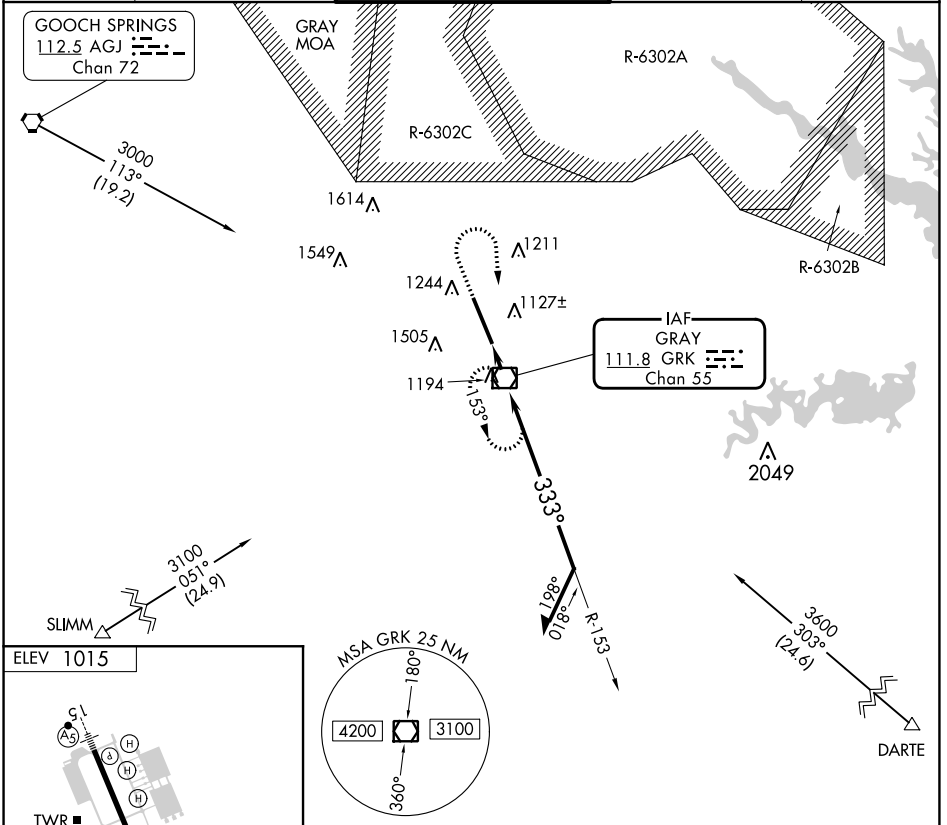 GOOCH SPRINGS
112.5 AGJ
Chan 72
GRAY
MOA
R-6302A
R-6302C
R-6302B
3000
113°
(19.2)
1614
1549
1211
1244
1127±
1505
1194
153°
IAF
GRAY
111.8 GRK
Chan 55
2049
333°
198°
018°
R-153
3100
051°
(24.9)
SLIMM
3600
303°
(24.6)
DARTE
MSA GRK 25 NM
180°
4200
3100
360°
ELEV 1015
15
A5
P
H
H
H
TWR